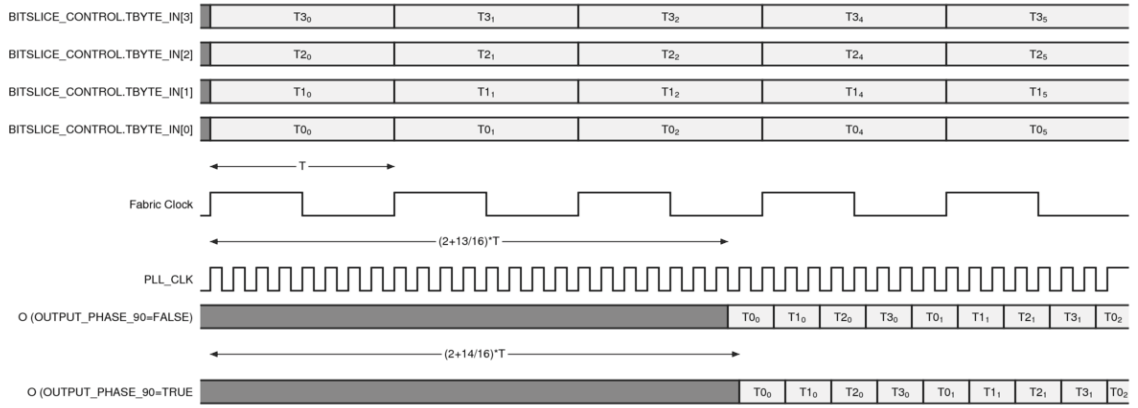 BITSLICE_CONTROL.TBYTE_IN[3] T3₀ T3₁ T3₂ T3₄ T3₅
BITSLICE_CONTROL.TBYTE_IN[2] T2₀ T2₁ T2₂ T2₄ T2₅
BITSLICE_CONTROL.TBYTE_IN[1] T1₀ T1₁ T1₂ T1₄ T1₅
BITSLICE_CONTROL.TBYTE_IN[0] T0₀ T0₁ T0₂ T0₄ T0₅
T
Fabric Clock
(2+13/16)*T
PLL_CLK
O (OUTPUT_PHASE_90=FALSE) T0₀ T1₀ T2₀ T3₀ T0₁ T1₁ T2₁ T3₁ T0₂
(2+14/16)*T
O (OUTPUT_PHASE_90=TRUE T0₀ T1₀ T2₀ T3₀ T0₁ T1₁ T2₁ T3₁ T0₂